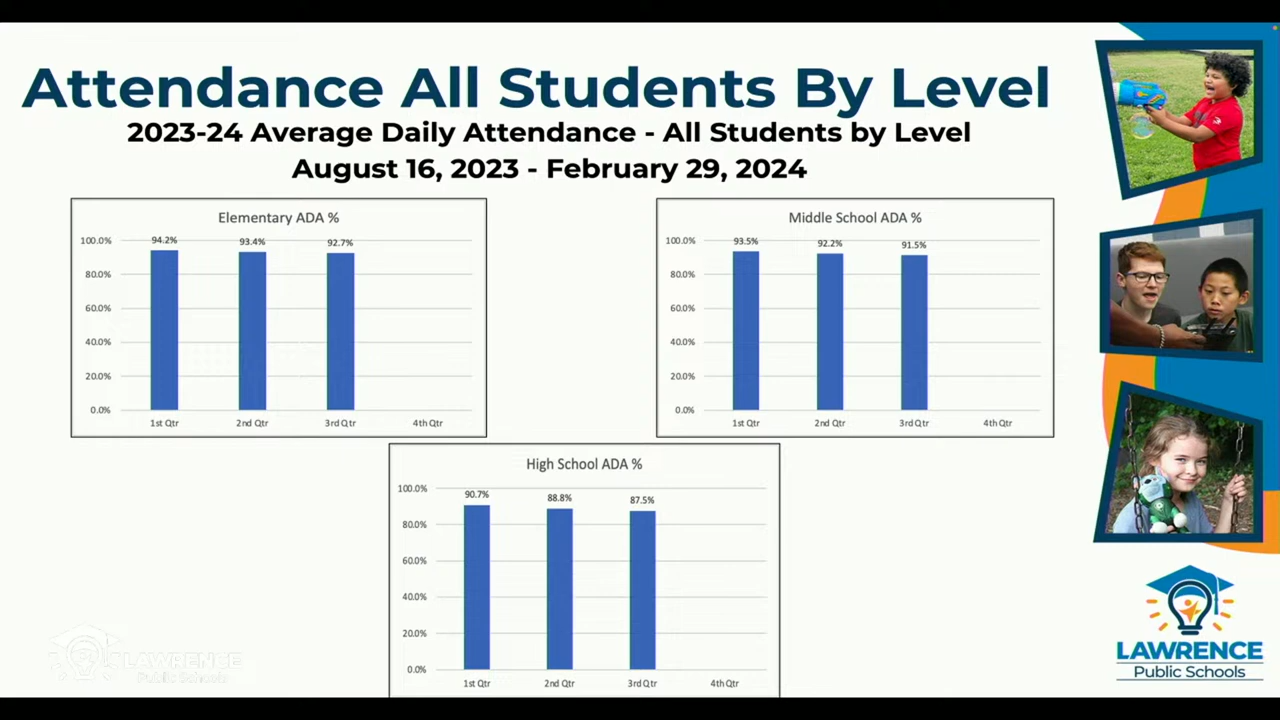 Attendance All Students By Level
2023-24 Average Daily Attendance - All Students by Level
August 16, 2023 - February 29, 2024
Elementary ADA %
100.0%
80.0%
60.0%
40.0%
20.0%
0.0%
94.2%
93.4%
92.7%
1st Qtr
2nd Qtr
3rd Qtr
4th Qtr
Middle School ADA %
100.0%
80.0%
60.0%
40.0%
20.0%
0.0%
93.5%
92.2%
91.5%
1st Qtr
2nd Qtr
3rd Qtr
4th Qtr
High School ADA %
100.0%
80.0%
60.0%
40.0%
20.0%
0.0%
90.7%
88.8%
87.5%
1st Qtr
2nd Qtr
3rd Qtr
4th Qtr
LAWRENCE
Public Schools
LAWRENCE
Public Schools